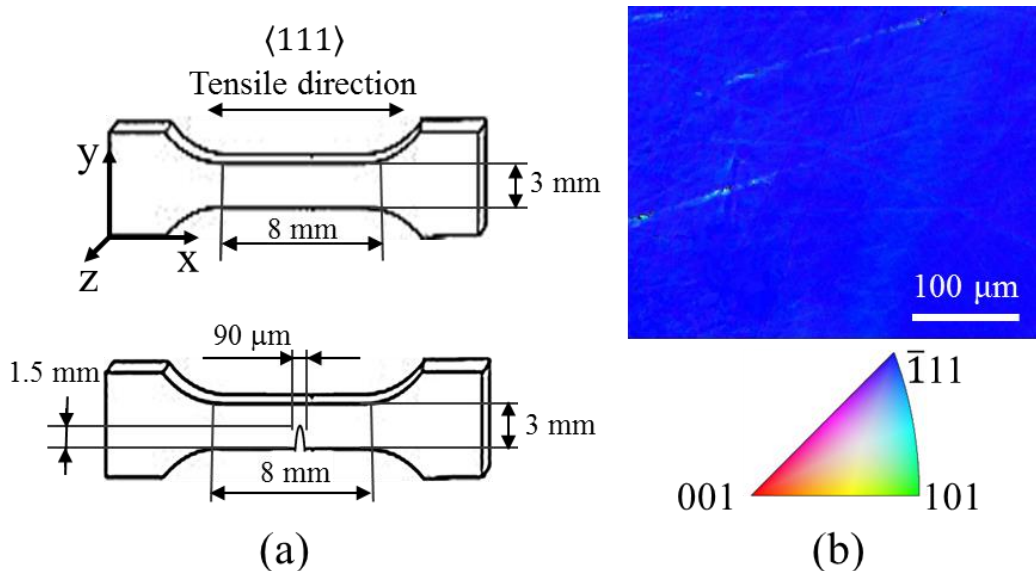 ⟨111⟩
Tensile direction
y
z
x
8 mm
3 mm
90 μm
1.5 mm
3 mm
8 mm
(a)
100 μm
1̅11
001
101
(b)